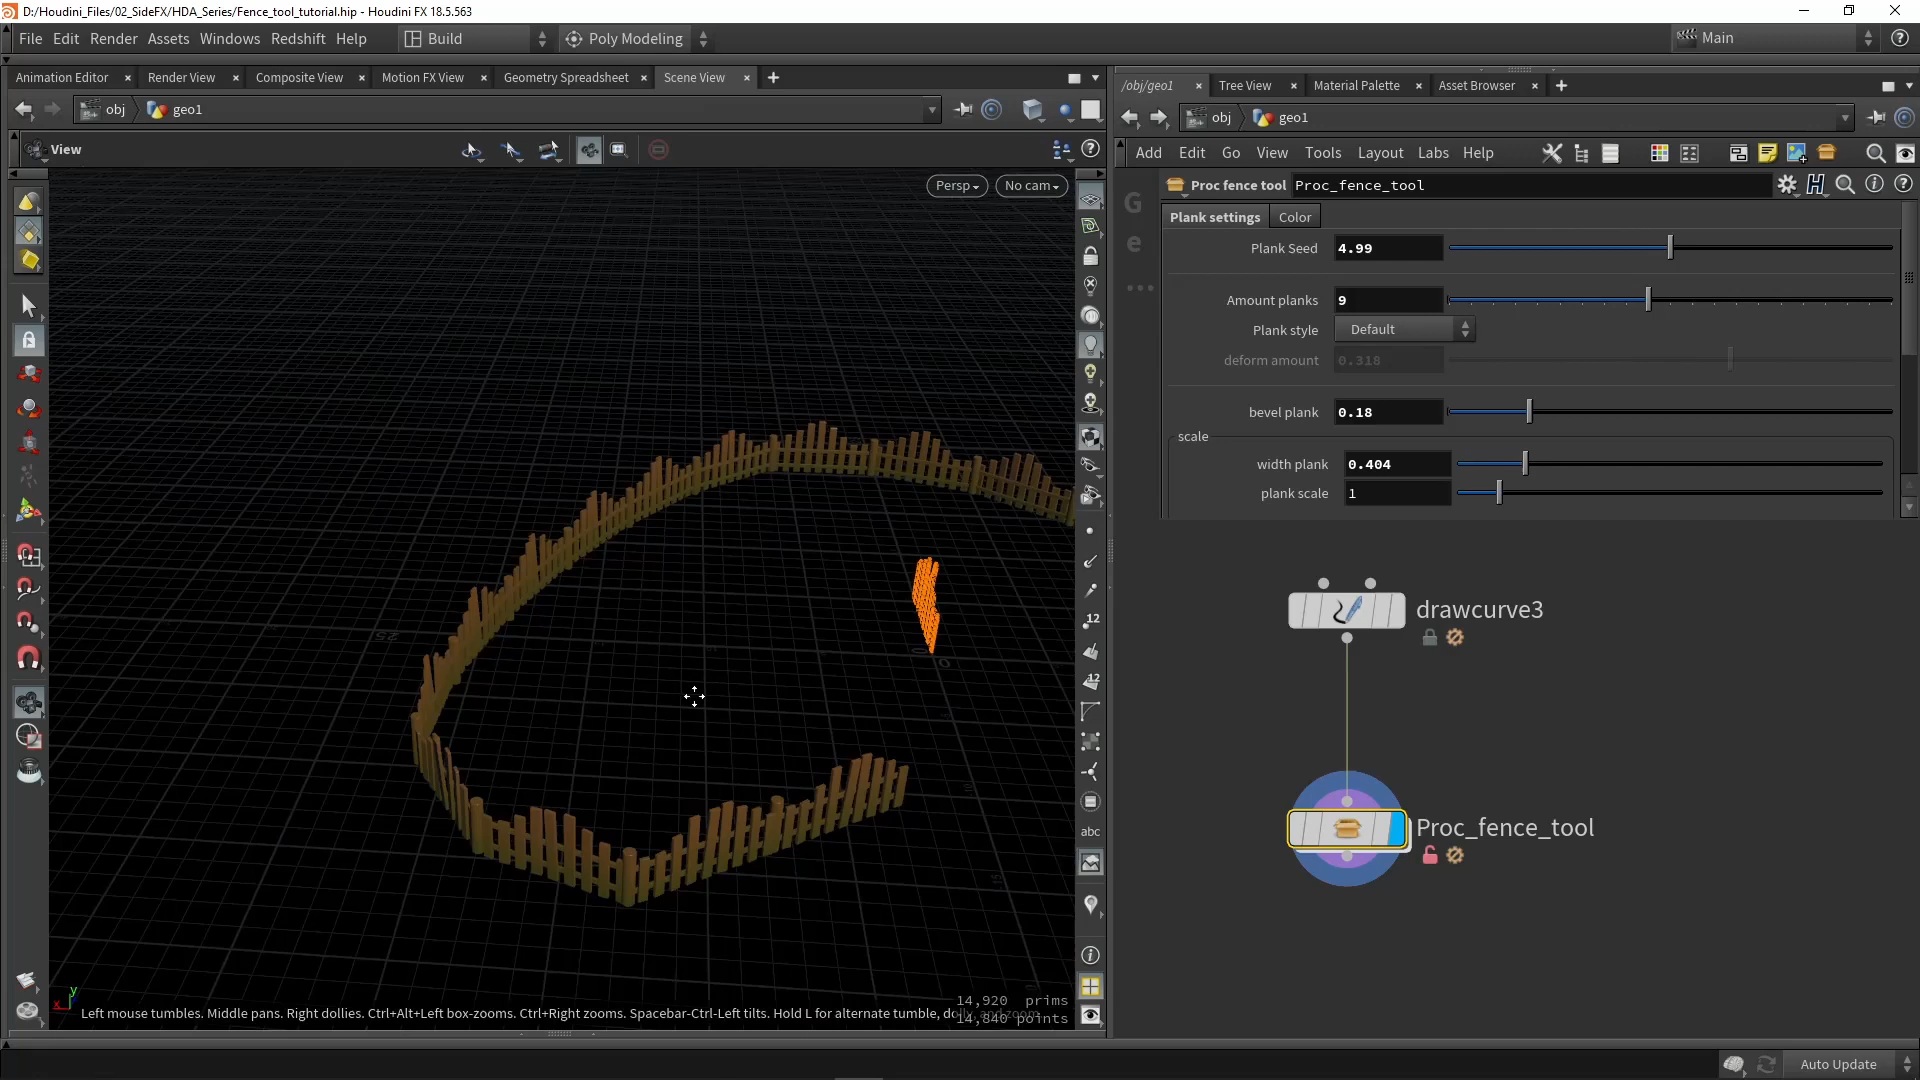 D:/Houdini_Files/02_SideFX/HDA_Series/Fence_tool_tutorial.hip - Houdini FX 18.5.563
File Edit Render Assets Windows Redshift Help Build Poly Modeling Main
Animation Editor Render View Composite View Motion FX View Geometry Spreadsheet Scene View
obj geo1
View
Persp No cam
/obj/geo1 Tree View Material Palette Asset Browser
obj geo1
Add Edit Go View Tools Layout Labs Help
Ge...
Proc fence tool Proc_fence_tool
Plank settings Color
Plank Seed 4.99
Amount planks 9
Plank style Default
deform amount 0.318
bevel plank 0.18
scale
width plank 0.404
plank scale 1
drawcurve3
Proc_fence_tool
25
0
12
12
abc
x y
14,920 prims
14,840 points
Left mouse tumbles. Middle pans. Right dollies. Ctrl+Alt+Left box-zooms. Ctrl+Right zooms. Spacebar-Ctrl-Left tilts. Hold L for alternate tumble,
Auto Update